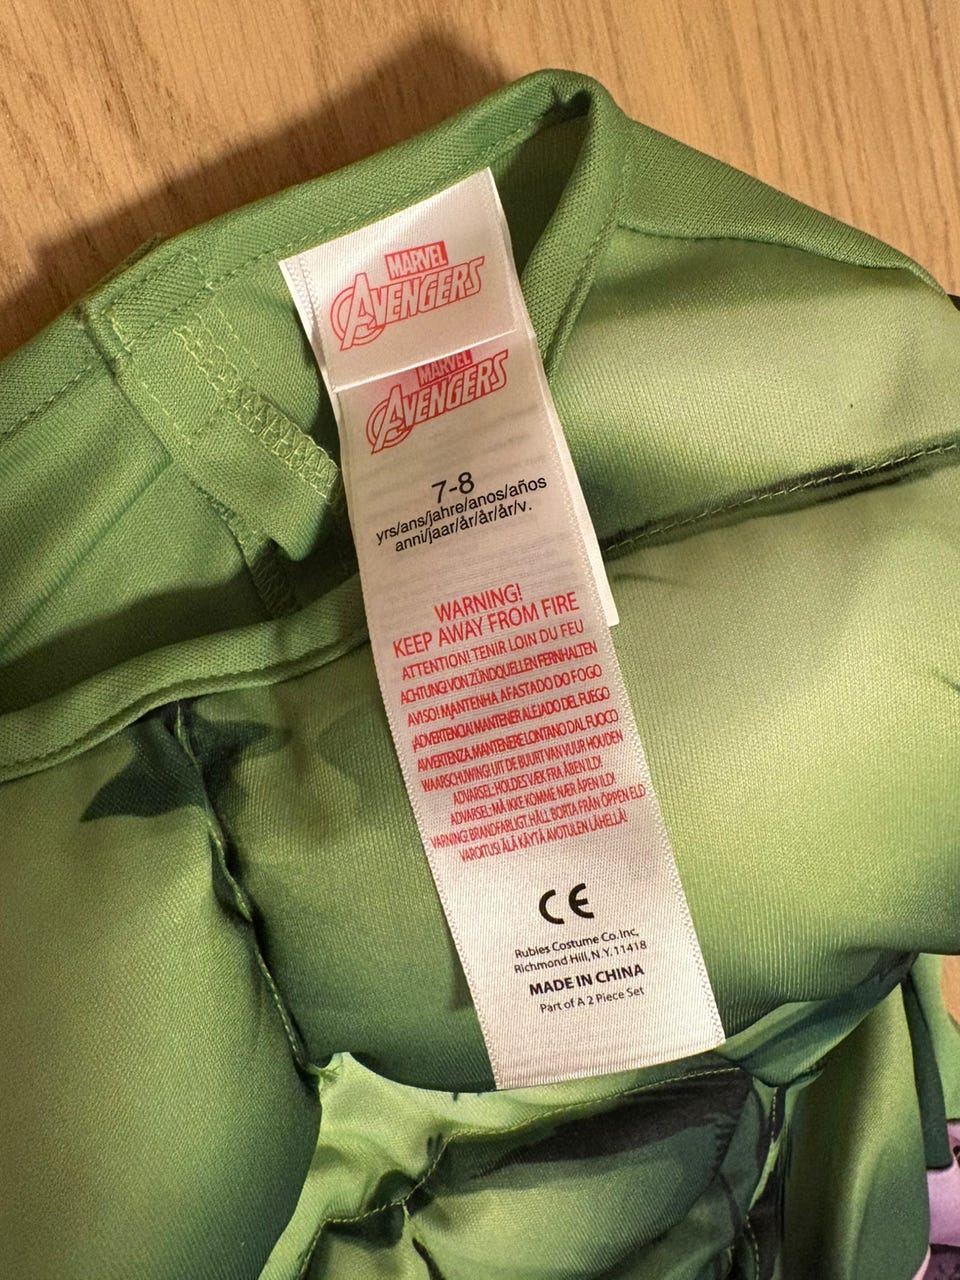 MARVEL
AVENGERS
MARVEL
AVENGERS
7-8
yrs/ans/jahre/anos/años
anni/jaar/år/år/år/v.
WARNING!
KEEP AWAY FROM FIRE
ATTENTION! TENIR LOIN DU FEU
ACHTUNG! VON ZÜNDQUELLEN FERNHALTEN
AVISO! MANTENHA AFASTADO DO FOGO
¡ADVERTENCIA! MANTENER ALEJADO DEL FUEGO
AVVERTENZA, MANTENERE LONTANO DAL FUOCO
WAARSCHUWING! UIT DE BUURT VAN VUUR HOUDEN
ADVARSEL: HOLDES VÆK FRA ÅBEN ILD!
ADVARSEL: MÅ IKKE KOMME NÆR ÅPEN ILD!
VARNING! BRANDFARLIGT. HÅLL BORTA FRÅN ÖPPEN ELD
VAROITUS! ÄLÄ KÄYTÄ AVOTULEN LÄHELLÄ!
CE
Rubies Costume Co. Inc,
Richmond Hill, N.Y. 11418
MADE IN CHINA
Part of A 2 Piece Set